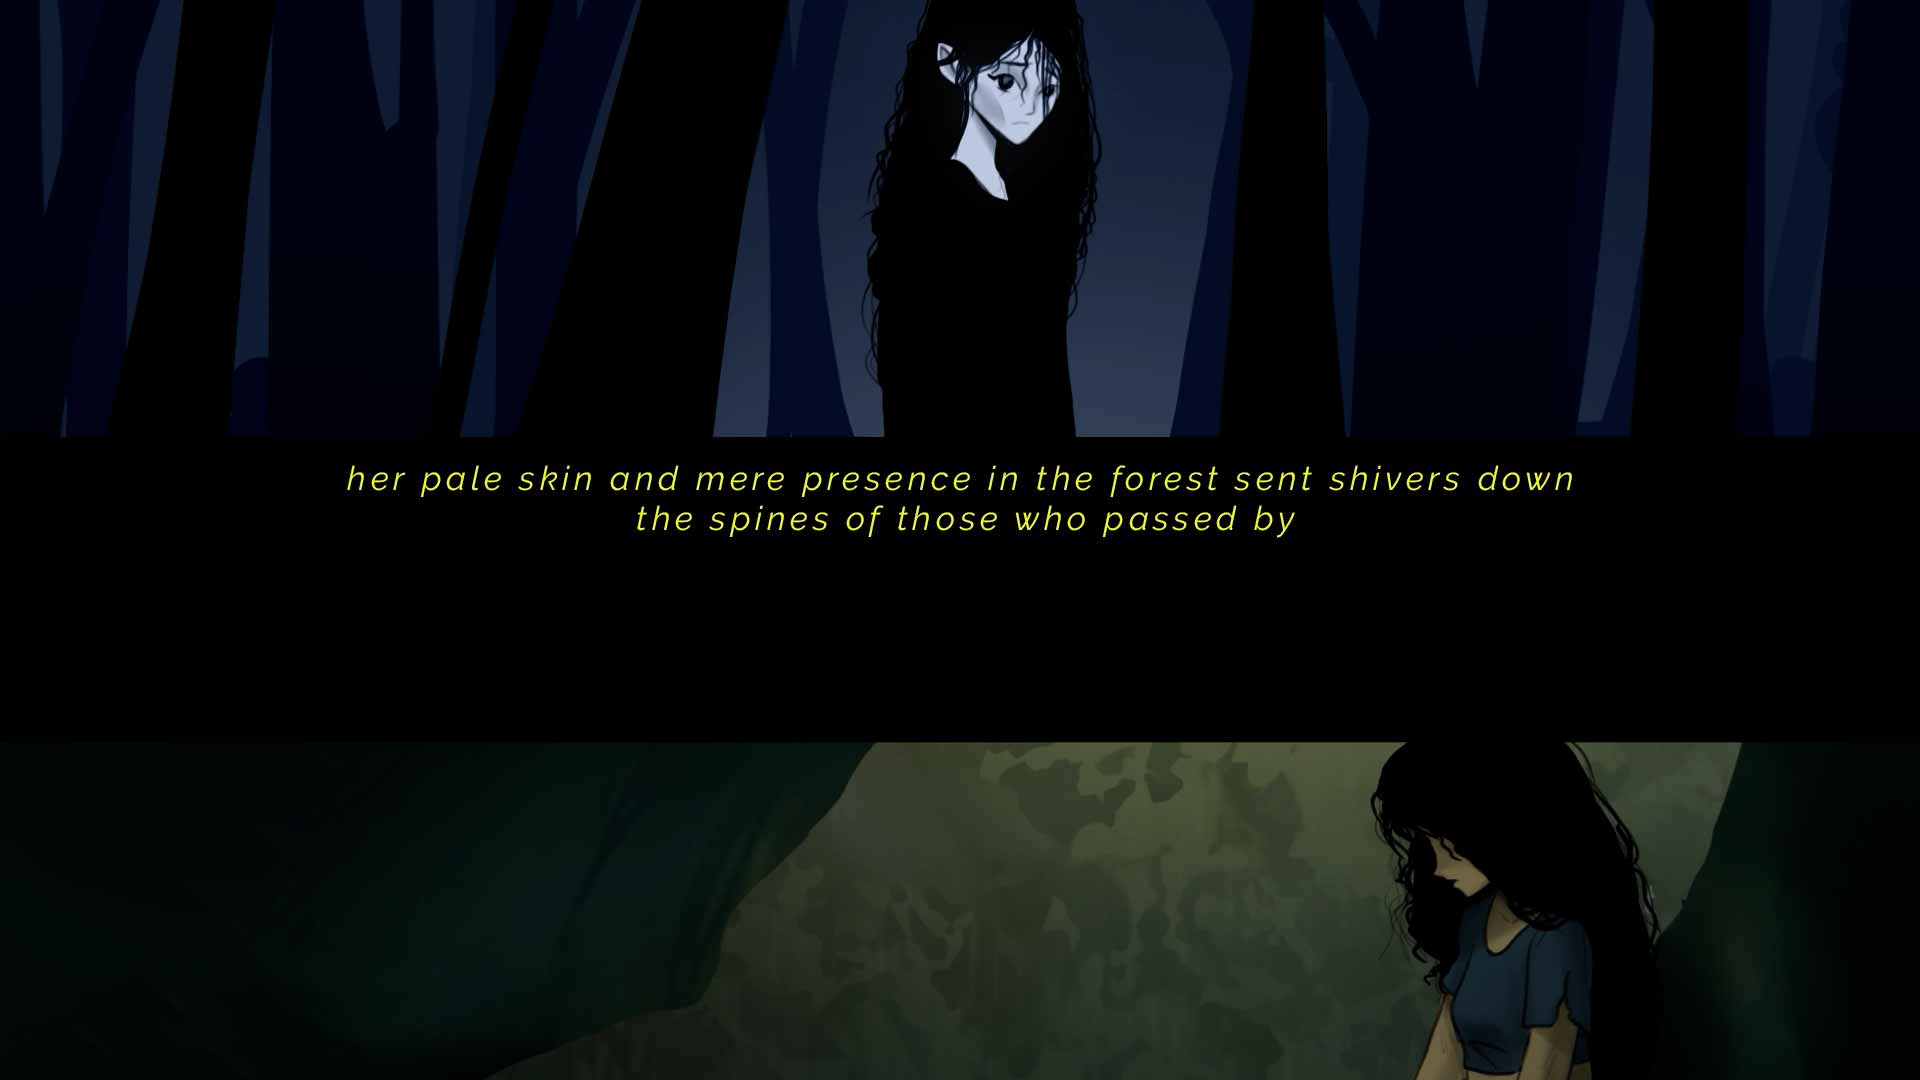 her pale skin and mere presence in the forest sent shivers down
the spines of those who passed by